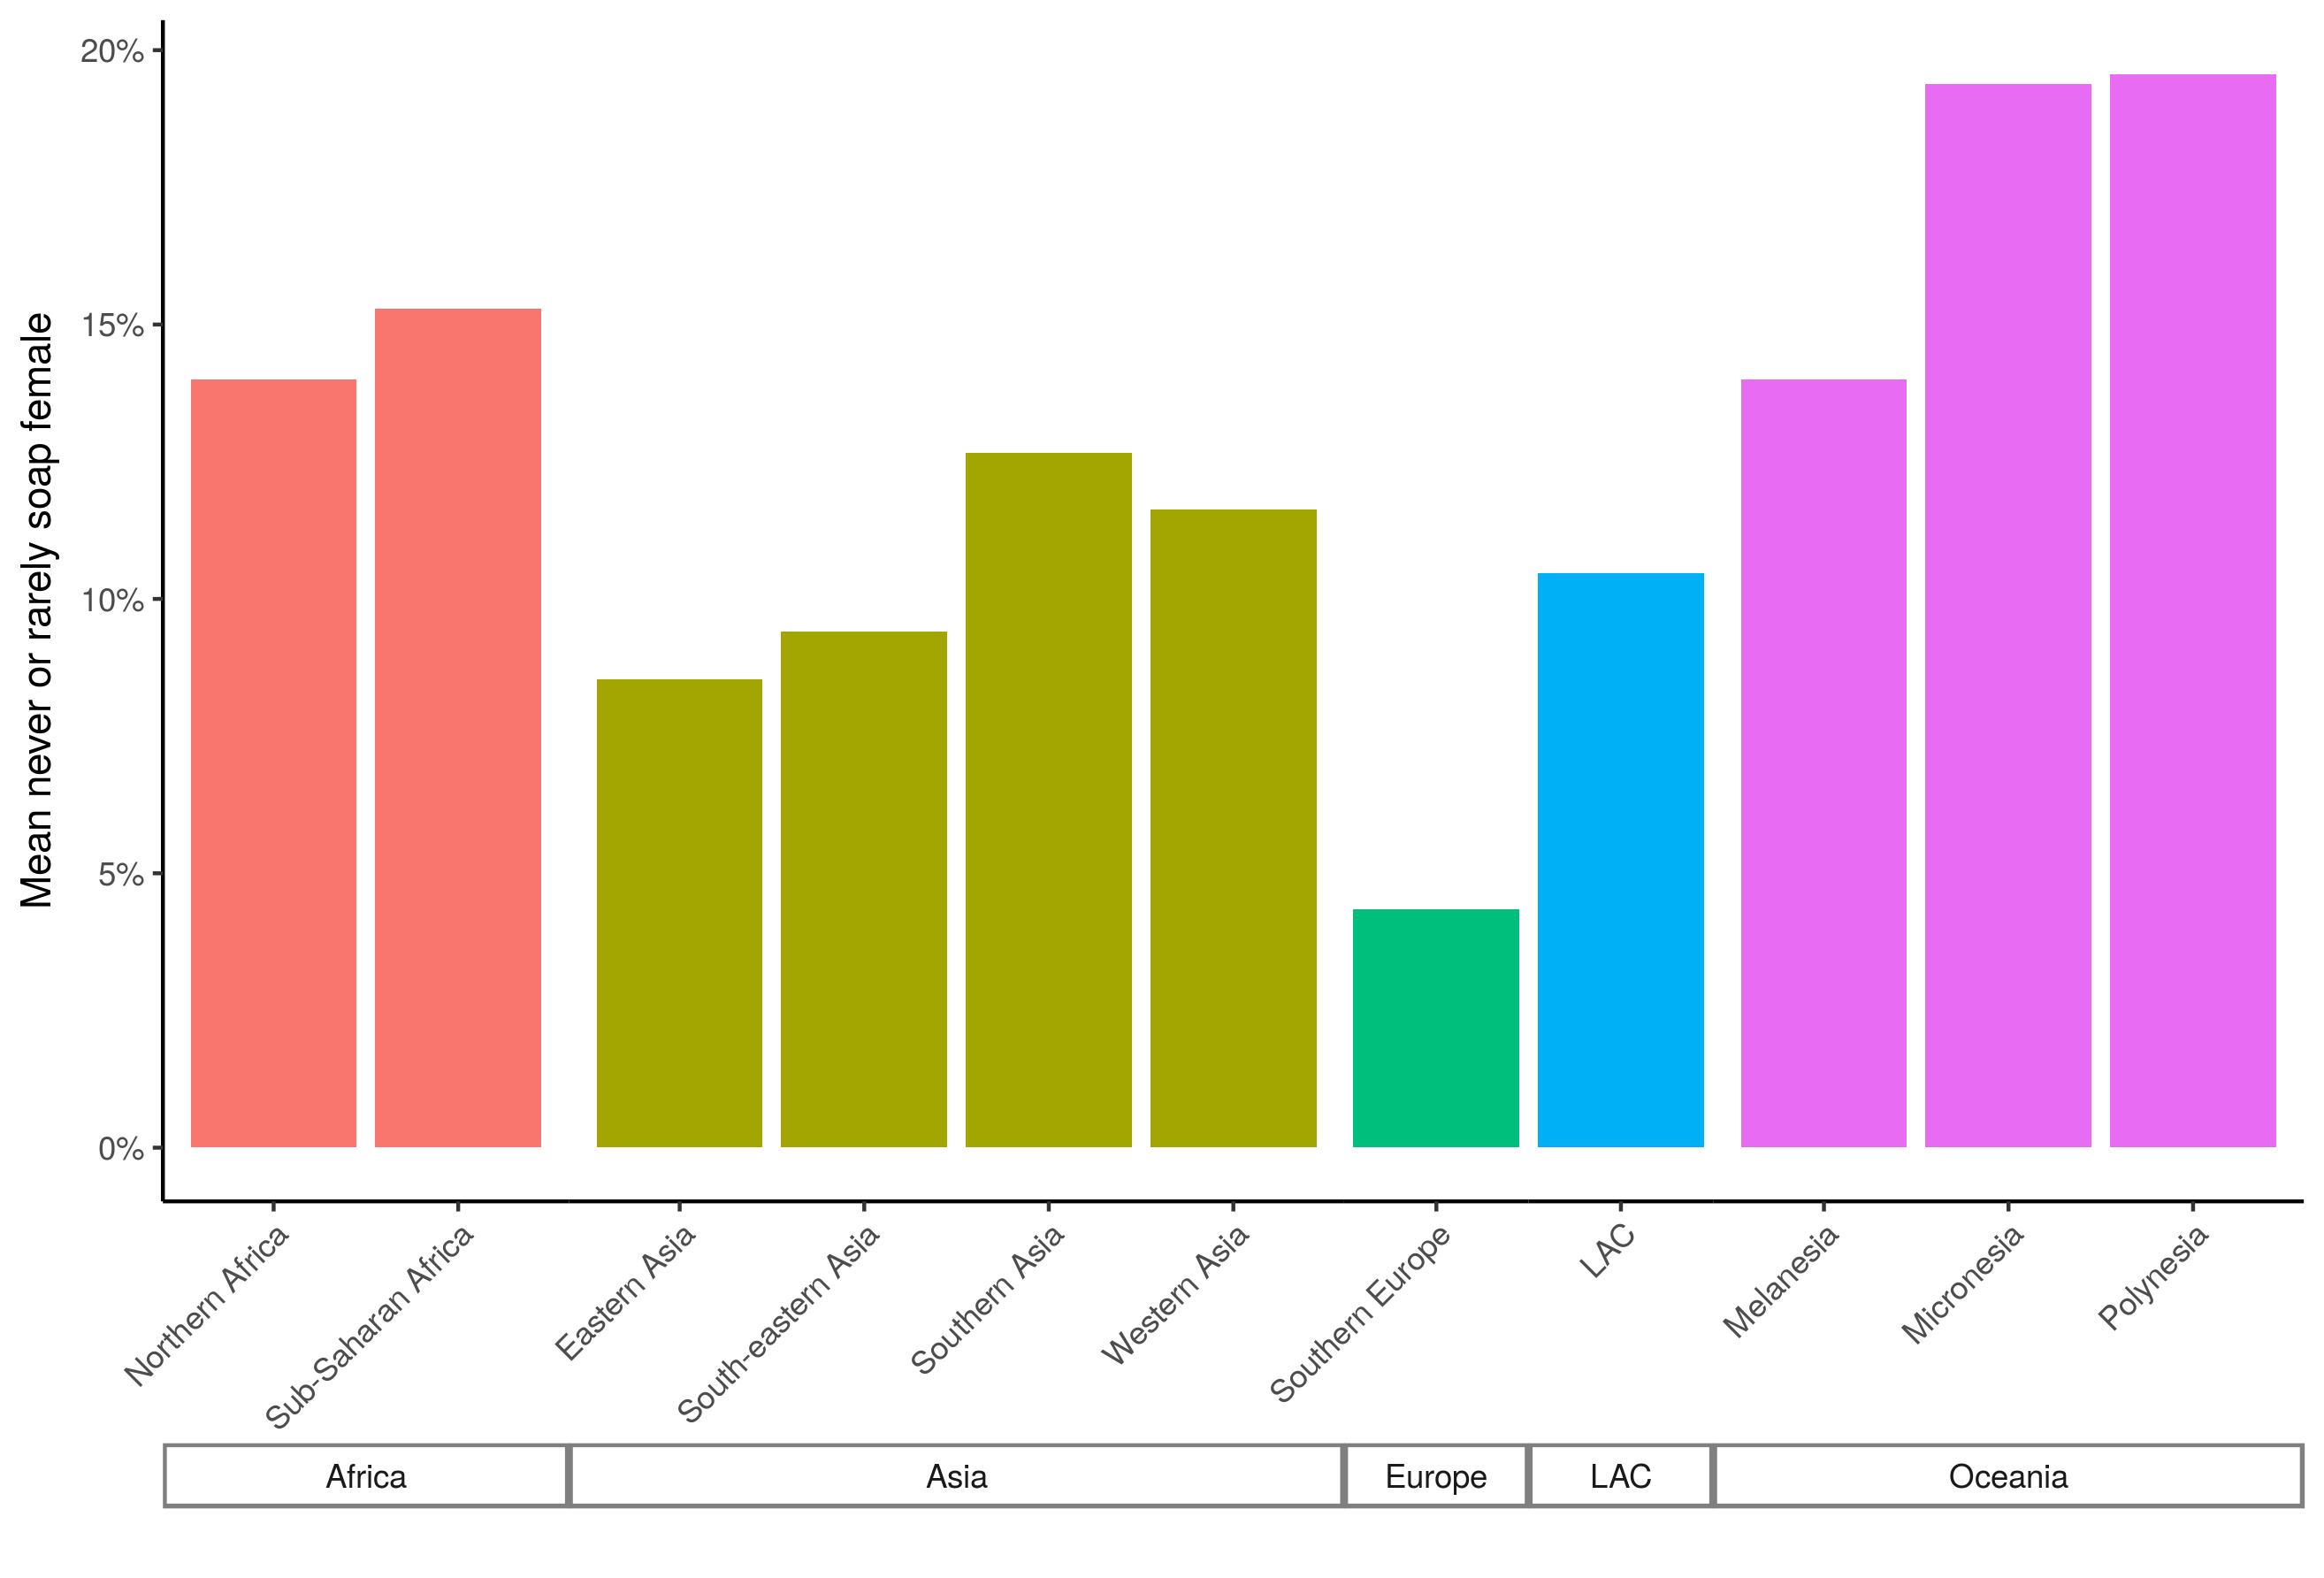 Mean never or rarely soap female
20%
15%
10%
5%
0%
Northern Africa
Sub-Saharan Africa
Eastern Asia
South-eastern Asia
Southern Asia
Western Asia
Southern Europe
LAC
Melanesia
Micronesia
Polynesia
Africa
Asia
Europe
LAC
Oceania